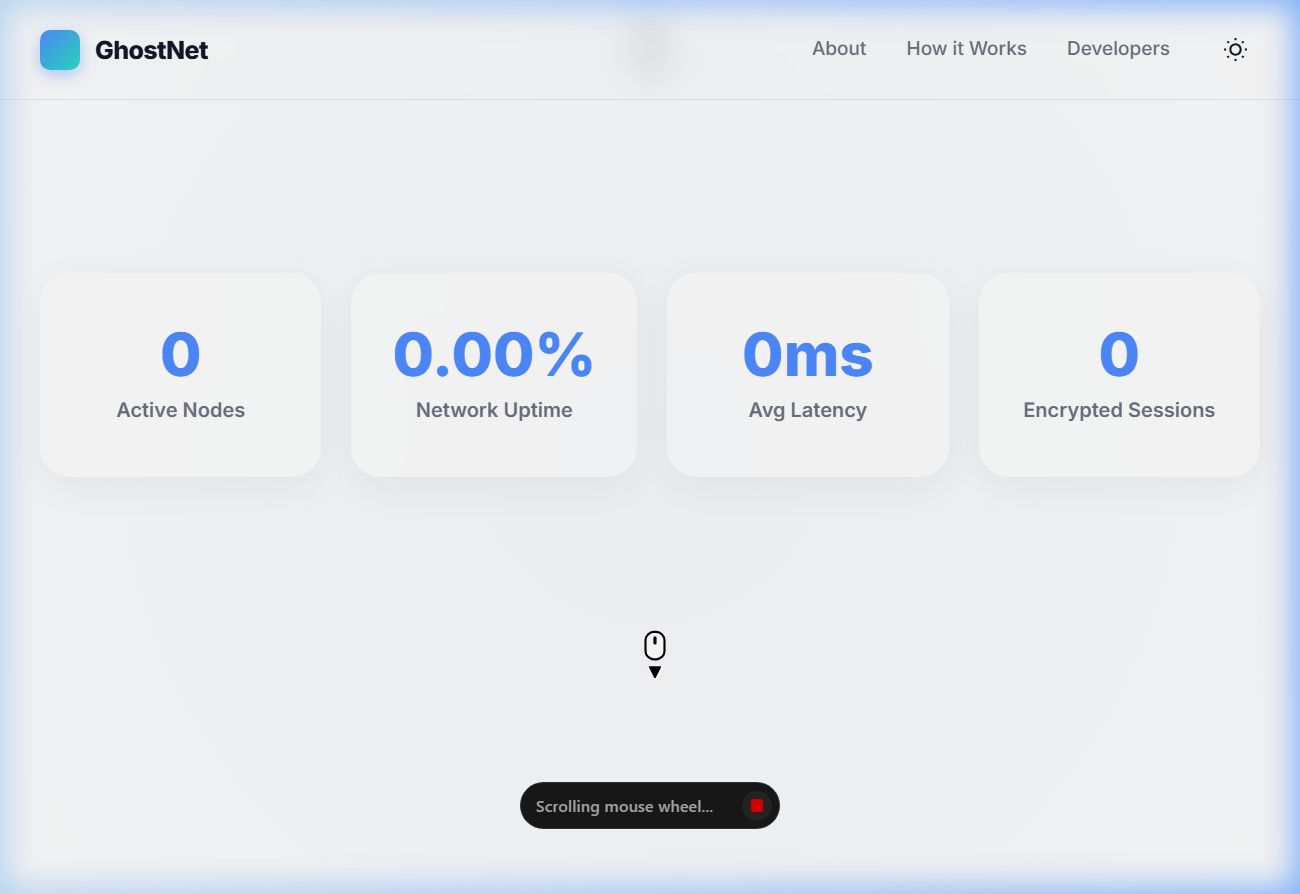 GhostNet
About
How it Works
Developers
0
Active Nodes
0.00%
Network Uptime
0ms
Avg Latency
0
Encrypted Sessions
Scrolling mouse wheel...